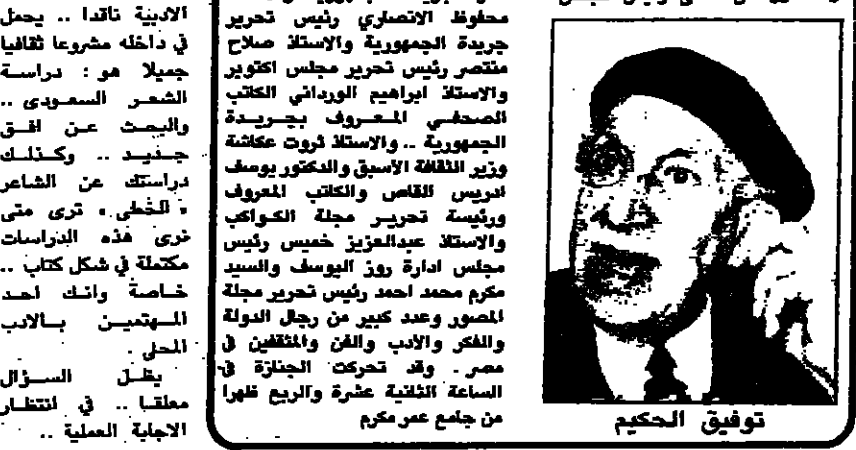 توفيق الحكيم
محفوظ الانصاري رئيس تحرير
جريدة الجمهورية والاستاذ صلاح
منتصر رئيس تحرير مجلس اكتوبر
والاستاذ ابراهيم الورداني الكاتب
الصحفي المعروف بجريدة
الجمهورية .. والاستاذ ثروت عكاشة
وزير الثقافة الأسبق والدكتور يوسف
ادريس القاص والكاتب المعروف
ورئيسة تحرير مجلة الكواكب
والاستاذ عبدالعزيز خميس رئيس
مجلس ادارة روز اليوسف والسيد
مكرم محمد احمد رئيس تحرير مجلة
المصور وعدد كبير من رجال الدولة
والفكر والأدب والفن والمثقفين في
مصر . وقد تحركت الجنازة في
الساعة الثانية عشرة والربع ظهرا
من جامع عمر مكرم
الأدبية ناقدا .. يحمل
في داخله مشروعا ثقافيا
جميلا هو : دراسة
الشعر السعودى ..
والبحث عن افق
جديد .. وكذلك
دراستك عن الشاعر
« الخطى » ترى متى
نرى هذه الدراسات
مكتملة في شكل كتاب ..
خاصة وانك احد
المهتمين بالادب
المحلى .
يظل السؤال
معلقا .. في انتظار
الاجابة العملية ..